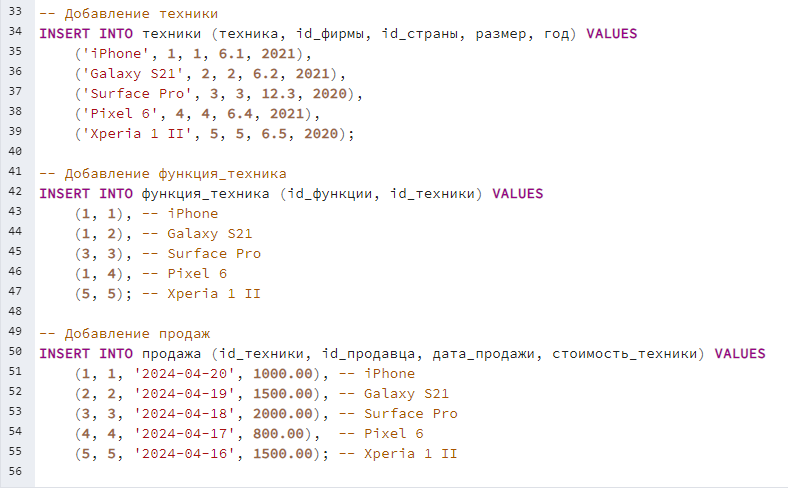 33 -- Добавление техники
34 INSERT INTO техники (техника, id_фирмы, id_страны, размер, год) VALUES
35 ('iPhone', 1, 1, 6.1, 2021),
36 ('Galaxy S21', 2, 2, 6.2, 2021),
37 ('Surface Pro', 3, 3, 12.3, 2020),
38 ('Pixel 6', 4, 4, 6.4, 2021),
39 ('Xperia 1 II', 5, 5, 6.5, 2020);
40
41 -- Добавление функция_техника
42 INSERT INTO функция_техника (id_функции, id_техники) VALUES
43 (1, 1), -- iPhone
44 (1, 2), -- Galaxy S21
45 (3, 3), -- Surface Pro
46 (1, 4), -- Pixel 6
47 (5, 5); -- Xperia 1 II
48
49 -- Добавление продаж
50 INSERT INTO продажа (id_техники, id_продавца, дата_продажи, стоимость_техники) VALUES
51 (1, 1, '2024-04-20', 1000.00), -- iPhone
52 (2, 2, '2024-04-19', 1500.00), -- Galaxy S21
53 (3, 3, '2024-04-18', 2000.00), -- Surface Pro
54 (4, 4, '2024-04-17', 800.00),  -- Pixel 6
55 (5, 5, '2024-04-16', 1500.00); -- Xperia 1 II
56